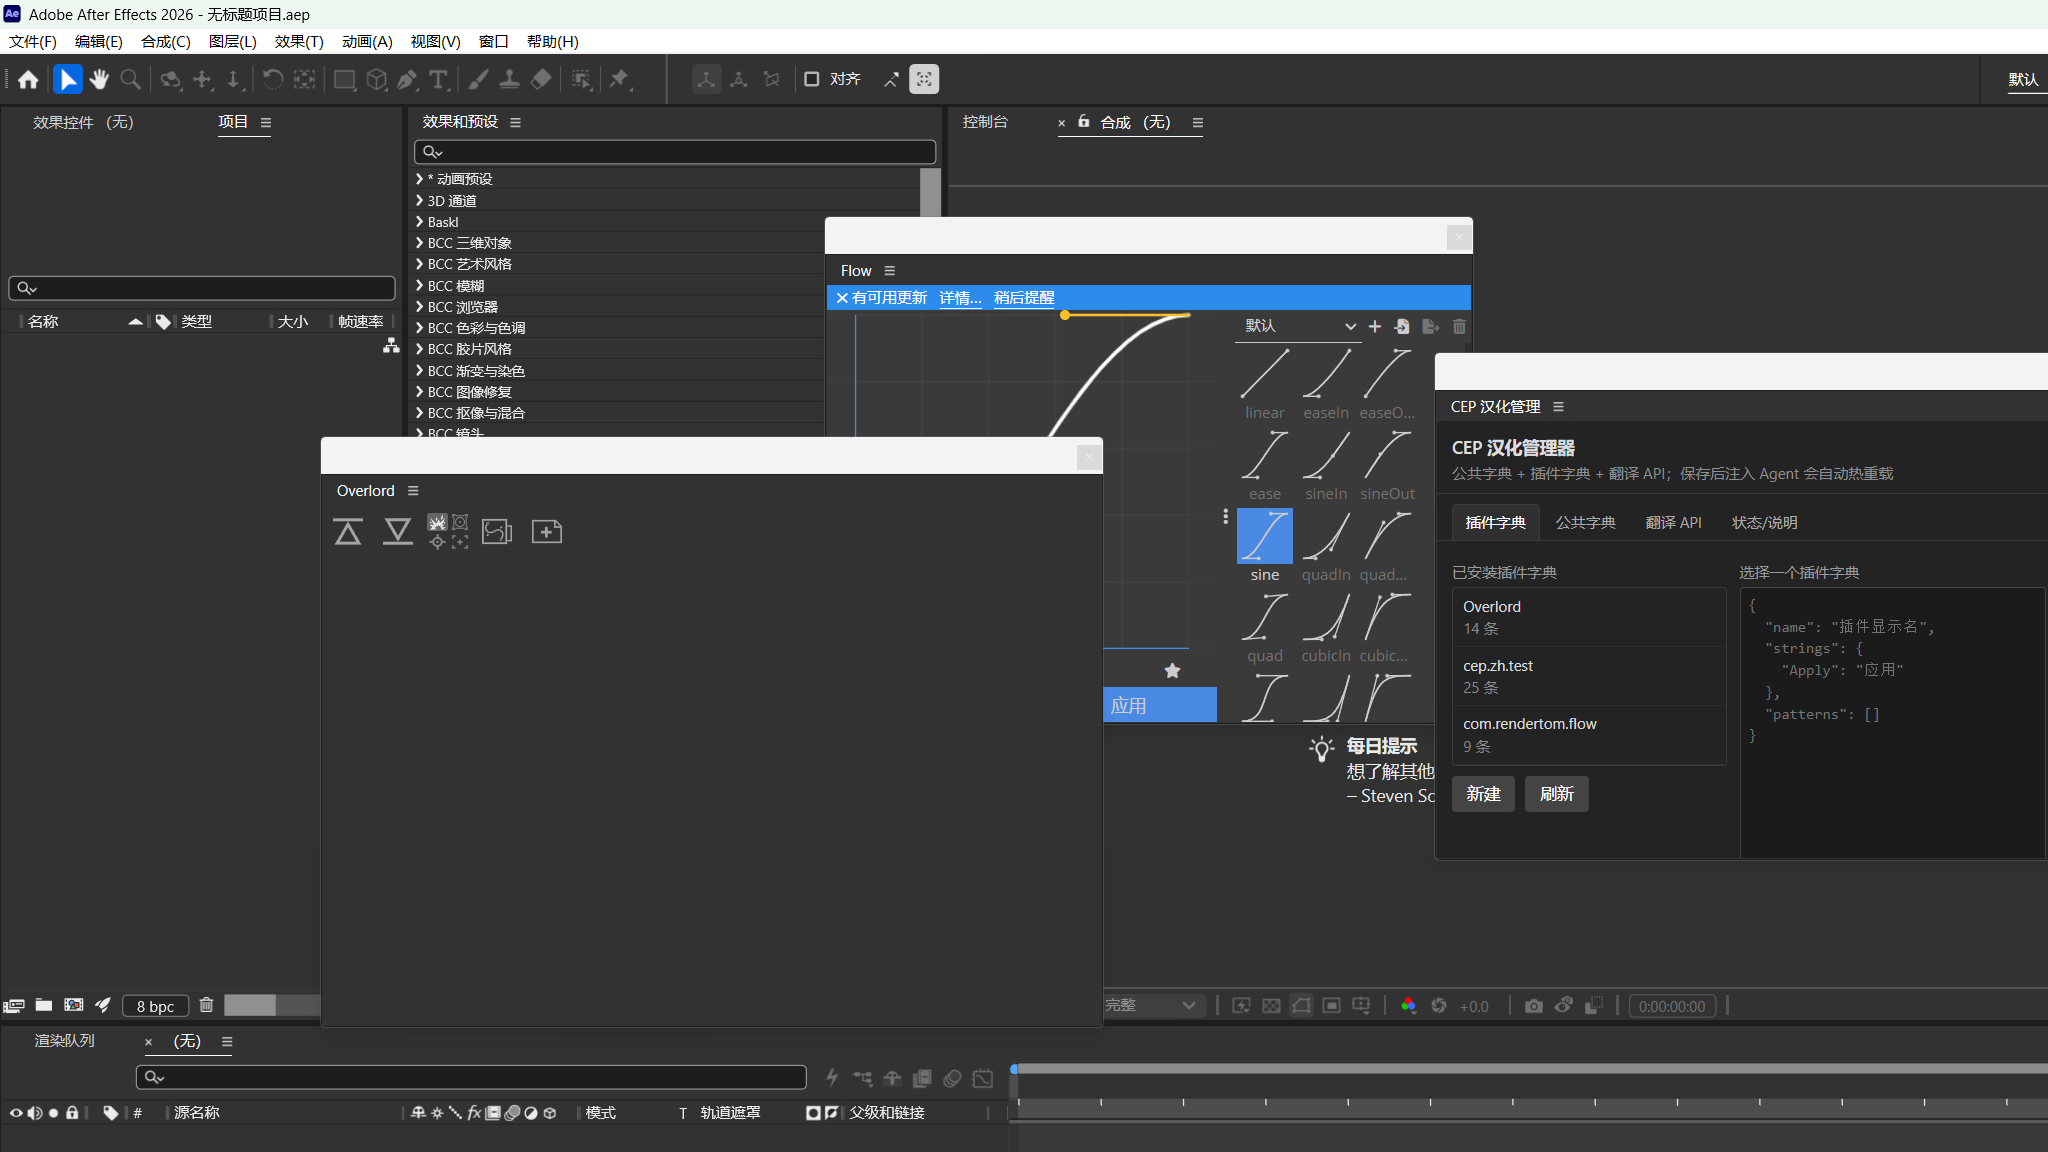 Ae Adobe After Effects 2026 - 无标题项目.aep
文件(F) 编辑(E) 合成(C) 图层(L) 效果(T) 动画(A) 视图(V) 窗口 帮助(H)
对齐
默认
效果控件 (无)
项目
名称 类型 大小 帧速率
效果和预设
* 动画预设
3D 通道
Baskl
BCC 三维对象
BCC 艺术风格
BCC 模糊
BCC 浏览器
BCC 色彩与色调
BCC 胶片风格
BCC 渐变与染色
BCC 图像修复
BCC 抠像与混合
BCC 镜头
控制台
× 合成 (无)
Flow
有可用更新 详情... 稍后提醒
默认
linear easeIn easeO...
ease sineIn sineOut
sine quadIn quad...
quad cubicIn cubic...
应用
Overlord
每日提示
想了解其他
– Steven Sc
CEP 汉化管理
CEP 汉化管理器
公共字典 + 插件字典 + 翻译 API；保存后注入 Agent 会自动热重载
插件字典 公共字典 翻译 API 状态/说明
已安装插件字典
Overlord
14 条
cep.zh.test
25 条
com.rendertom.flow
9 条
新建 刷新
选择一个插件字典
{
"name": "插件显示名",
"strings": {
"Apply": "应用"
},
"patterns": []
}
8 bpc
完整
+0.0
0:00:00:00
渲染队列
× (无)
# 源名称
fx
模式
T 轨道遮罩
父级和链接